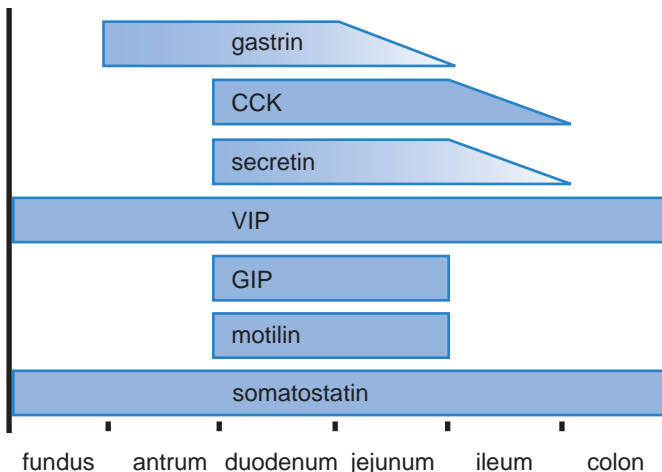 gastrin
CCK
secretin
VIP
GIP
motilin
somatostatin
fundus antrum duodenum jejunum ileum colon